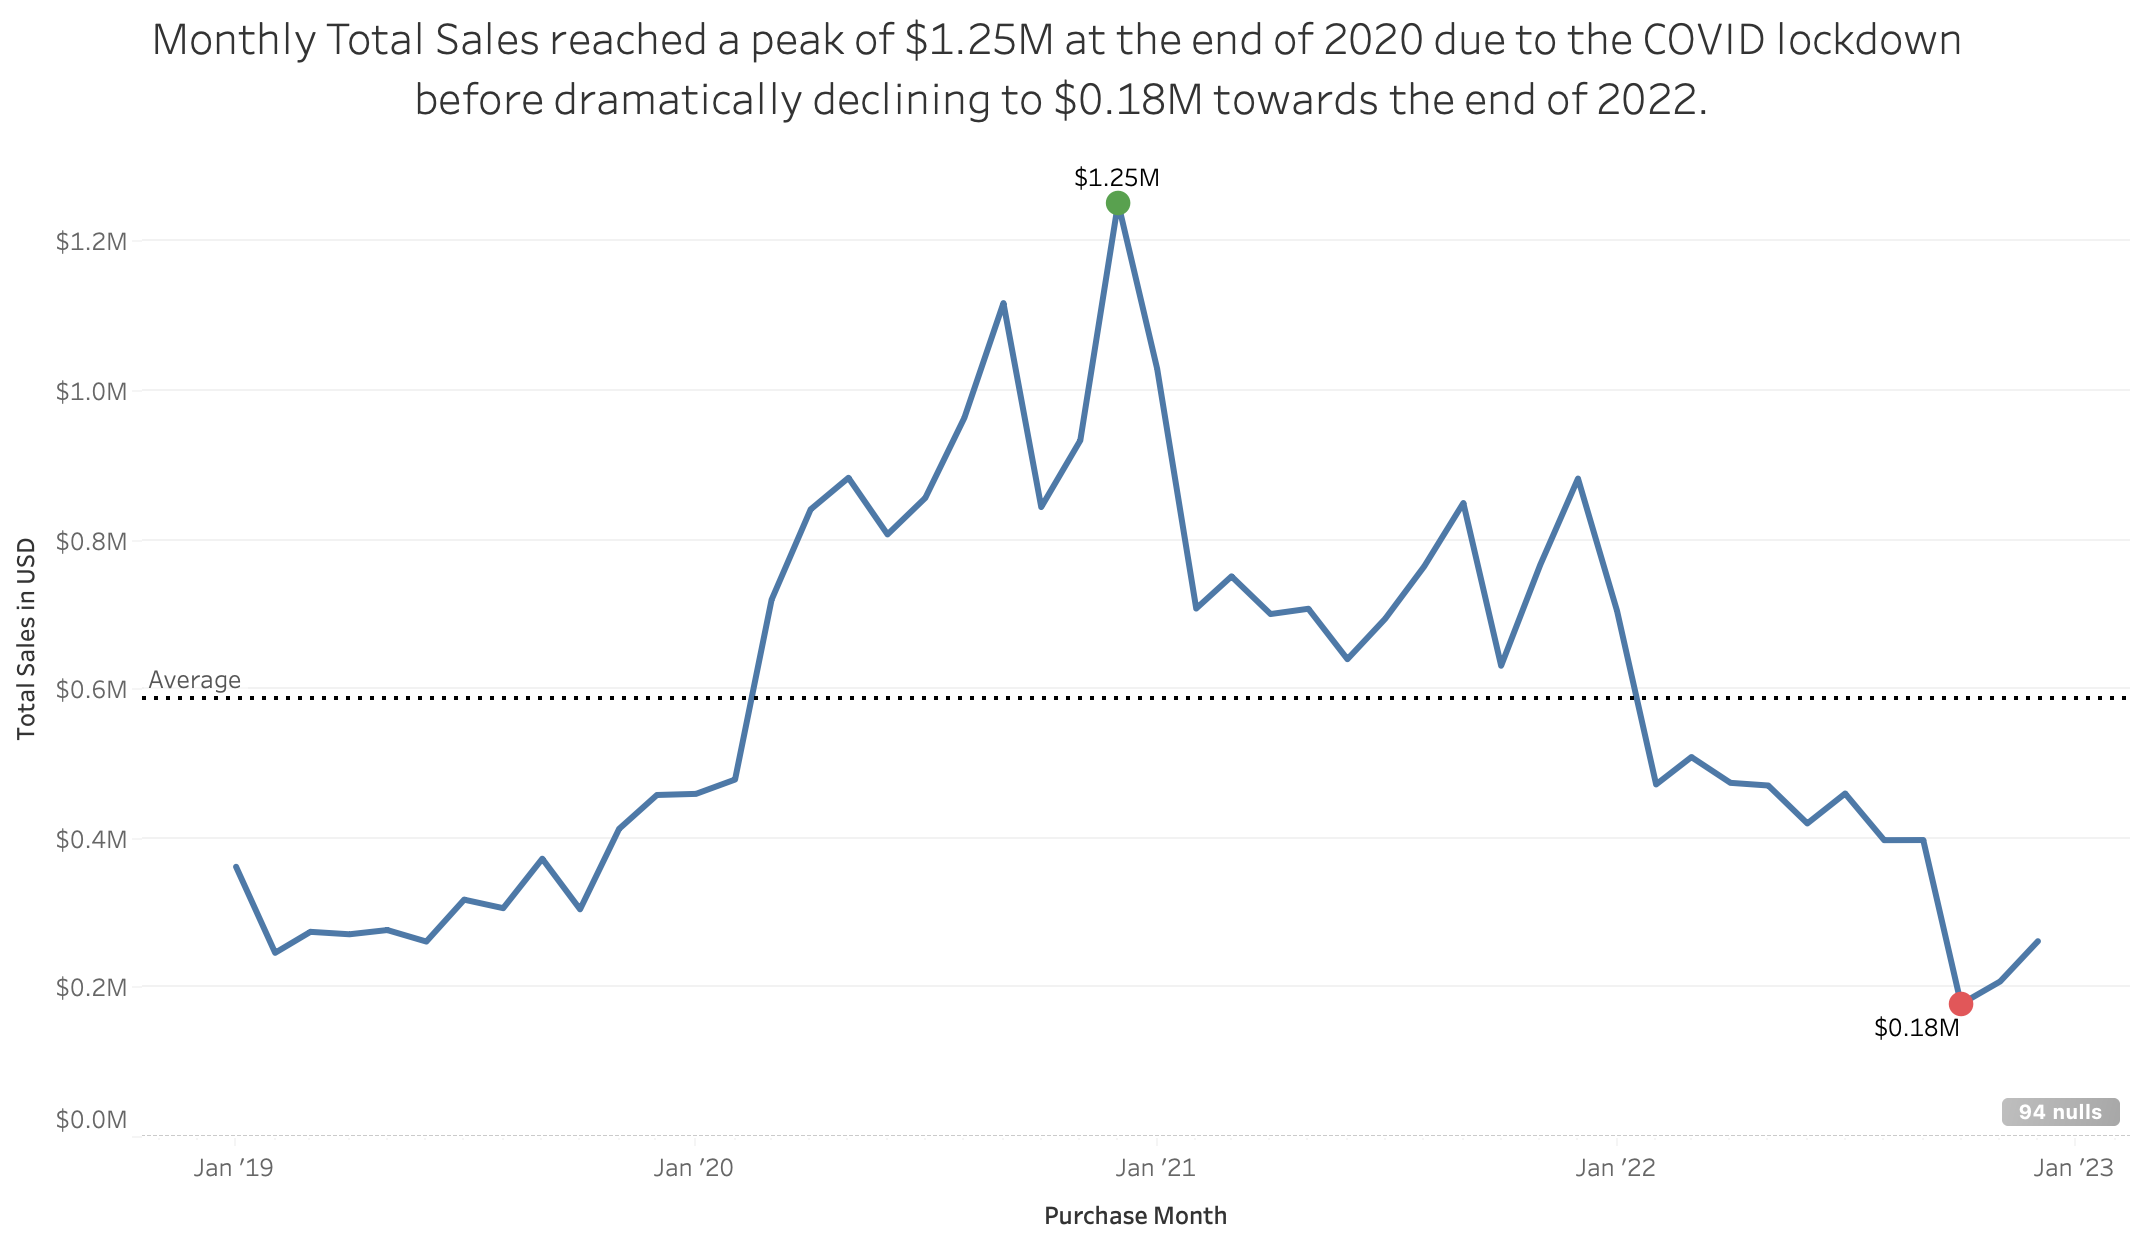 Monthly Total Sales reached a peak of $1.25M at the end of 2020 due to the COVID lockdown
before dramatically declining to $0.18M towards the end of 2022.
$1.25M
$1.2M
$1.0M
$0.8M
Total Sales in USD
Average
$0.6M
$0.4M
$0.2M
$0.18M
$0.0M
94 nulls
Jan '19
Jan '20
Jan '21
Jan '22
Jan '23
Purchase Month